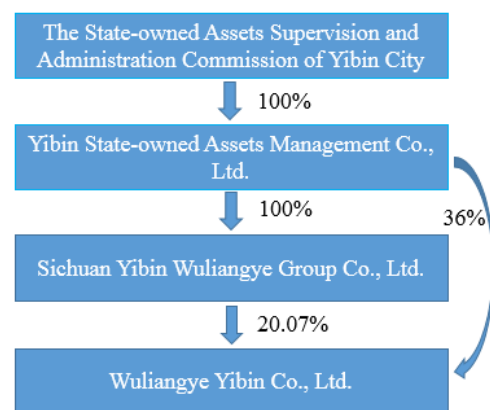 The State-owned Assets Supervision and
Administration Commission of Yibin City
100%
Yibin State-owned Assets Management Co.,
Ltd.
100%
36%
Sichuan Yibin Wuliangye Group Co., Ltd.
20.07%
Wuliangye Yibin Co., Ltd.